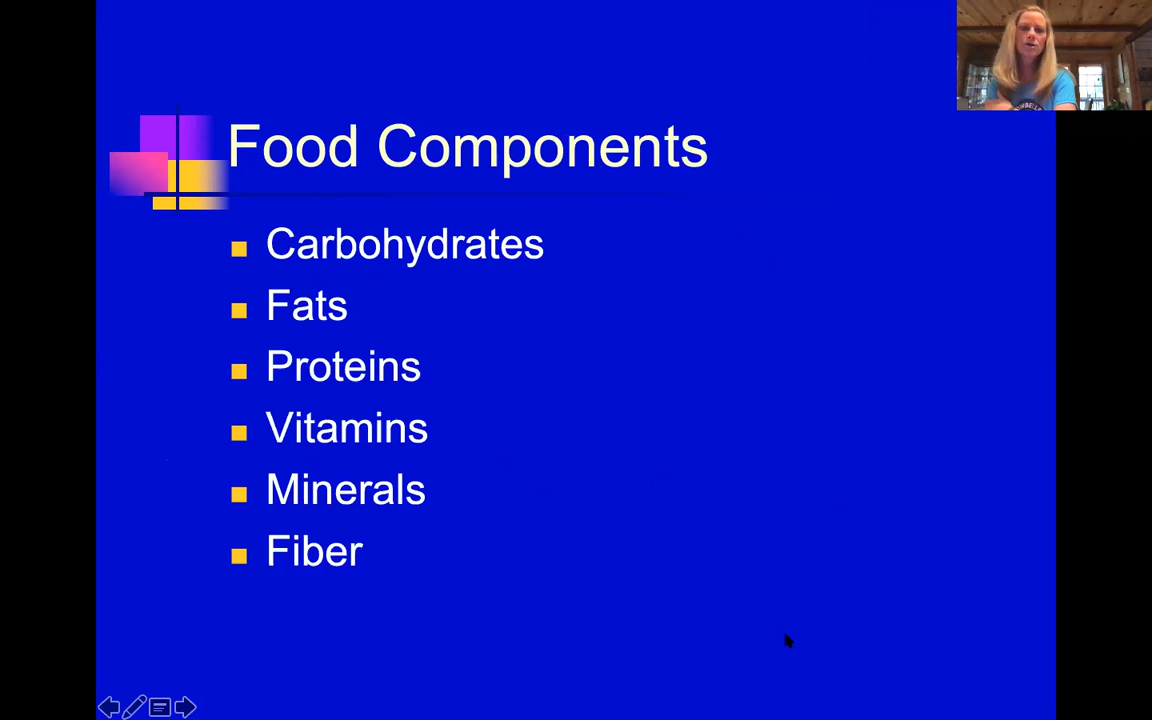 Food Components
Carbohydrates
Fats
Proteins
Vitamins
Minerals
Fiber